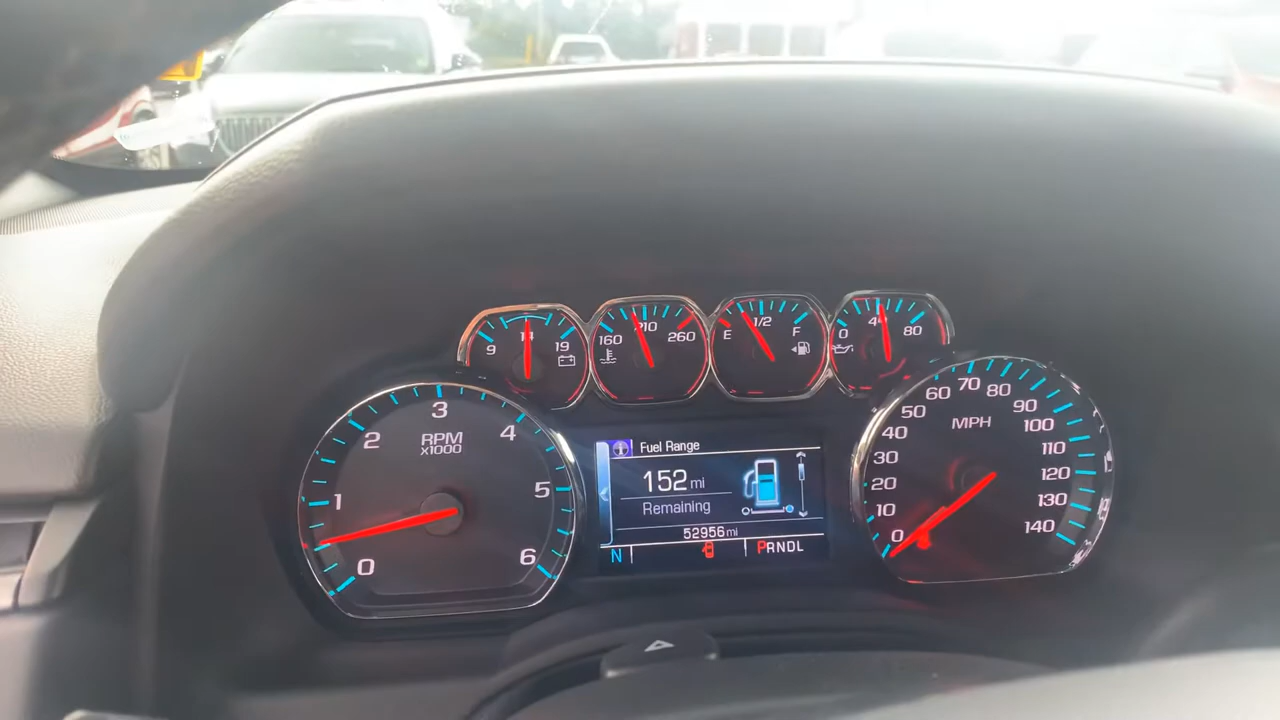 9 14 19
160 210 260
E 1/2 F
0 40 80
0 1 2 3 4 5 6
RPM
x1000
Fuel Range
152 mi
Remaining
52956 mi
N
PRNDL
0 10 20 30 40 50 60 70 80 90 100 110 120 130 140
MPH